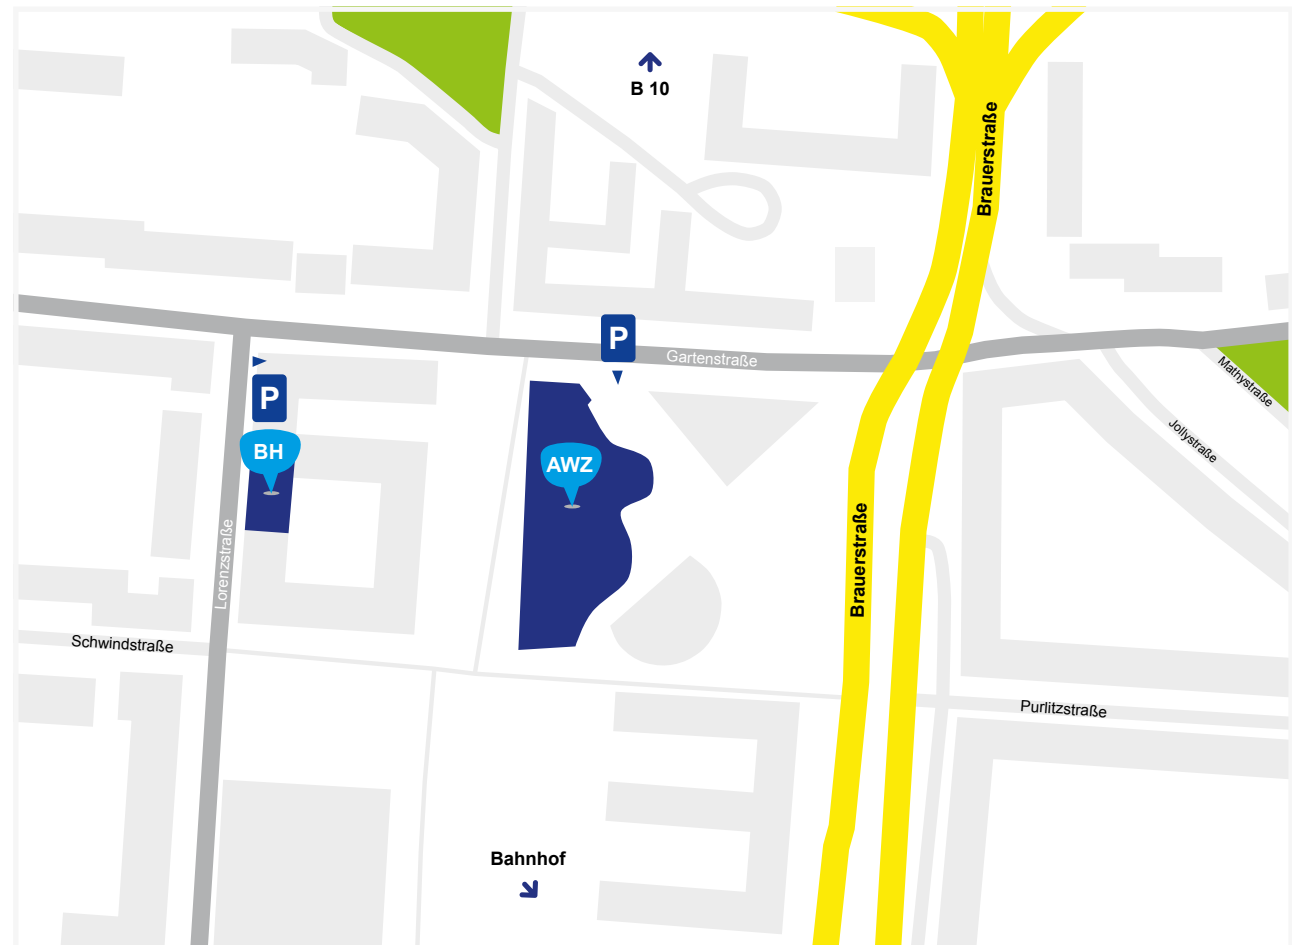 B 10
Brauerstraße
P
Gartenstraße
Mathystraße
P
Jollystraße
BH
AWZ
Lorenzstraße
Brauerstraße
Schwindstraße
Purlitzstraße
Bahnhof